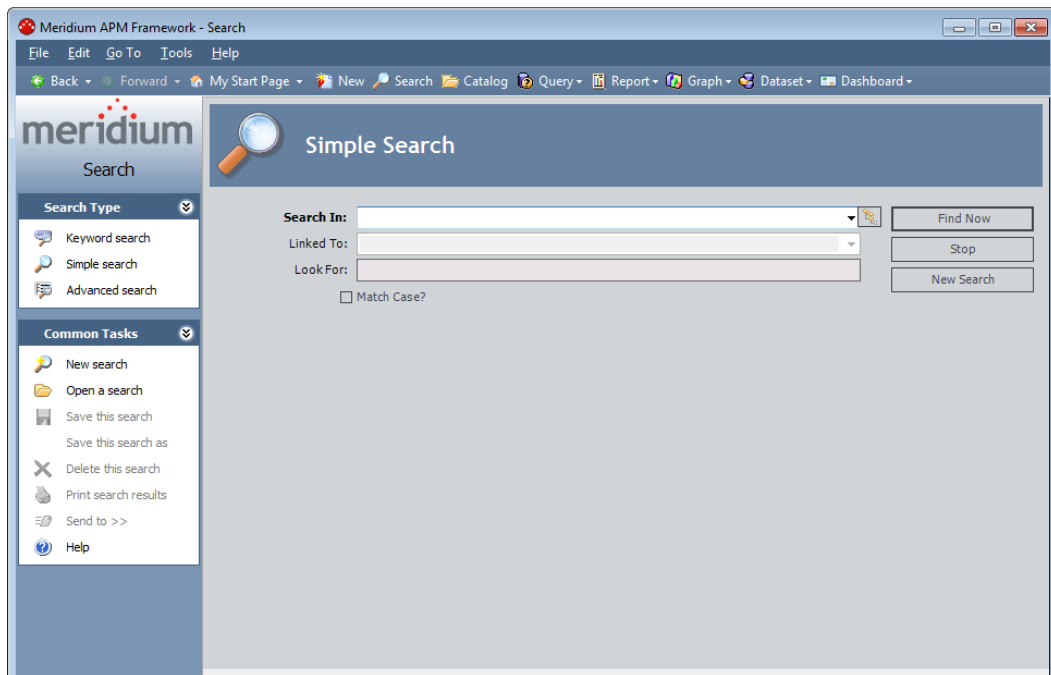 Meridium APM Framework - Search
File Edit Go To Tools Help
Back Forward My Start Page New Search Catalog Query Report Graph Dataset Dashboard
meridium
Search
Simple Search
Search Type
Keyword search
Simple search
Advanced search
Search In:
Linked To:
Look For:
Match Case?
Find Now
Stop
New Search
Common Tasks
New search
Open a search
Save this search
Save this search as
Delete this search
Print search results
Send to >>
Help